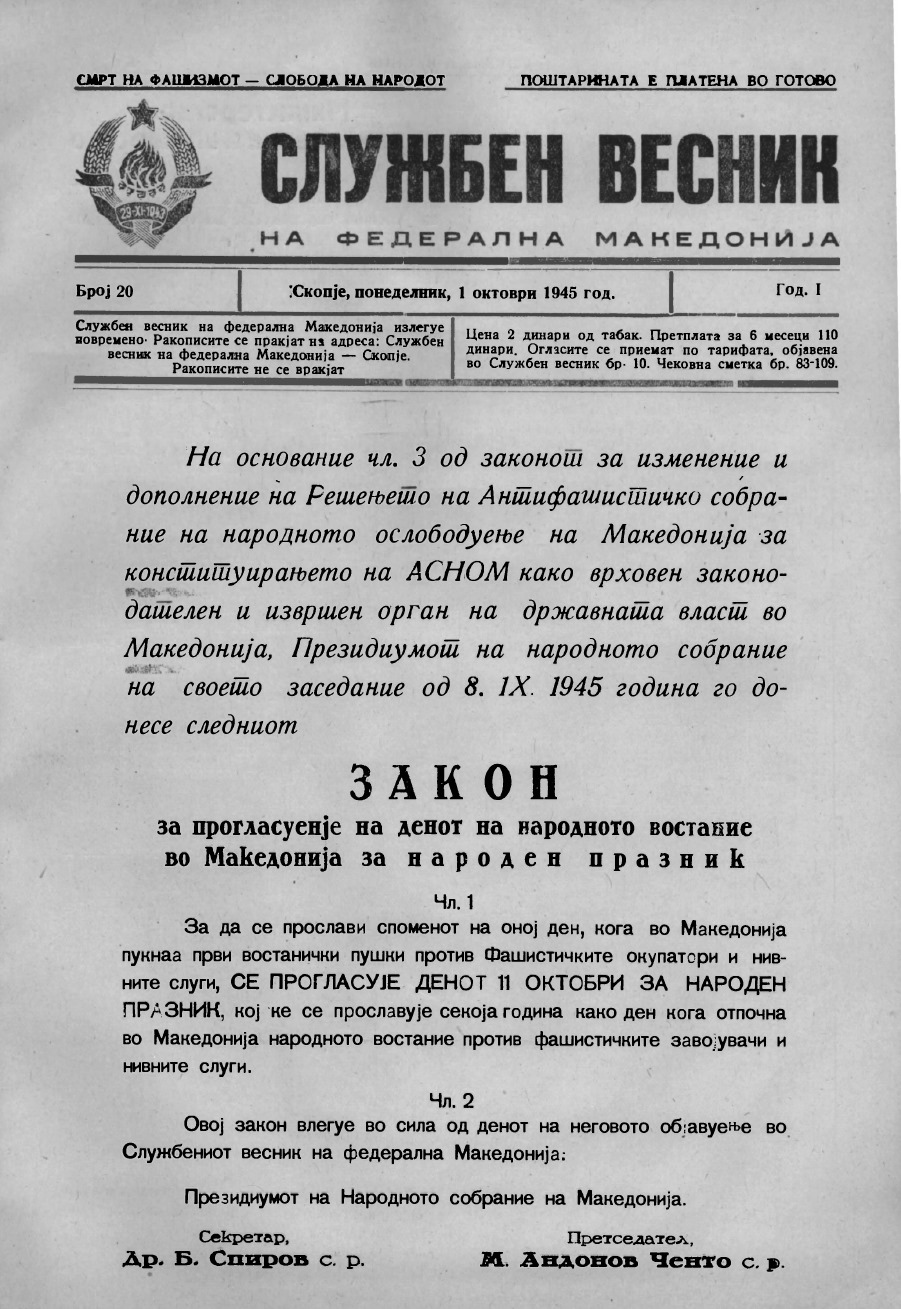 СМРТ НА ФАШИЗМОТ — СЛОБОДА НА НАРОДОТ
ПОШТАРИНАТА Е ПЛАТЕНА ВО ГОТОВО
29·XI·1943
СЛУЖБЕН ВЕСНИК
НА ФЕДЕРАЛНА МАКЕДОНИЈА
Број 20
Скопје, понеделник, 1 октоври 1945 год.
Год. I
Службен весник на федерална Македонија излегуе
повремено· Ракописите се пракјат на адреса: Службен
весник на федерална Македонија — Скопје.
Ракописите не се вракјат
Цена 2 динари од табак. Претплата за 6 месеци 110
динари. Огласите се приемат по тарифата, објавена
во Службен весник бр· 10. Чековна сметка бр. 83-109.
На основание чл. 3 од законот за изменение и
дополнение на Решењето на Антифашистичко собра-
ние на народното ослободуење на Македонија за
конституирањето на АСНОМ како врховен законо-
дателен и извршен орган на државната власт во
Македонија, Президиумот на народното собрание
на своето заседание од 8. IX. 1945 година го до-
несе следниот
ЗАКОН
за прогласуенје на денот на народното востание
во Македонија за народен празник
Чл. 1
За да се прослави споменот на оној ден, кога во Македонија
пукнаа први востанички пушки против Фашистичките окупатори и нив-
ните слуги, СЕ ПРОГЛАСУЈЕ ДЕНОТ 11 ОКТОБРИ ЗА НАРОДЕН
ПРАЗНИК, кој ке се прославује секоја година како ден кога отпочна
во Македонија народното востание против фашистичките завојувачи и
нивните слуги.
Чл. 2
Овој закон влегуе во сила од денот на неговото објавуење во
Службениот весник на федерална Македонија:
Президиумот на Народното собрание на Македонија.
Секретар,
Др. Б. Спиров с. р.
Претседател,
М. Андонов Ченто с. р.